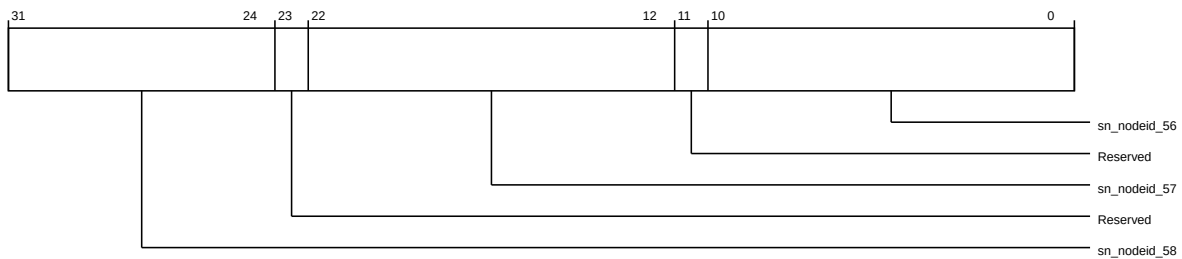 31 24 23 22 12 11 10 0
sn_nodeid_56
Reserved
sn_nodeid_57
Reserved
sn_nodeid_58